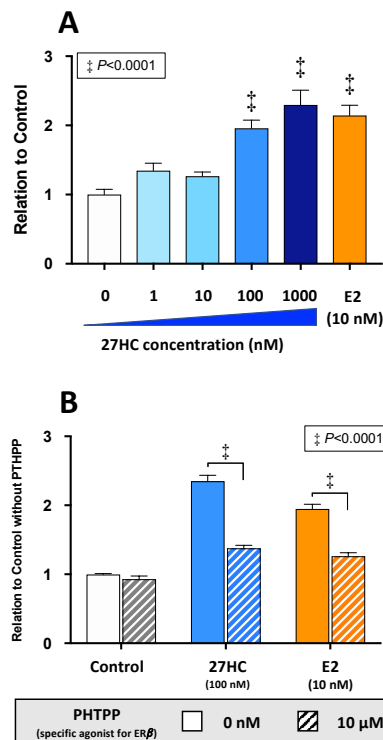 A
‡ P<0.0001
Relation to Control
3
2
1
0
‡
‡
‡
0 1 10 100 1000 E2
(10 nM)
27HC concentration (nM)
B
‡ P<0.0001
Relation to Control without PTHPP
3
2
1
0
‡
‡
Control 27HC E2
(100 nM) (10 nM)
PHTPP
(specific agonist for ERβ)
0 nM 10 μM